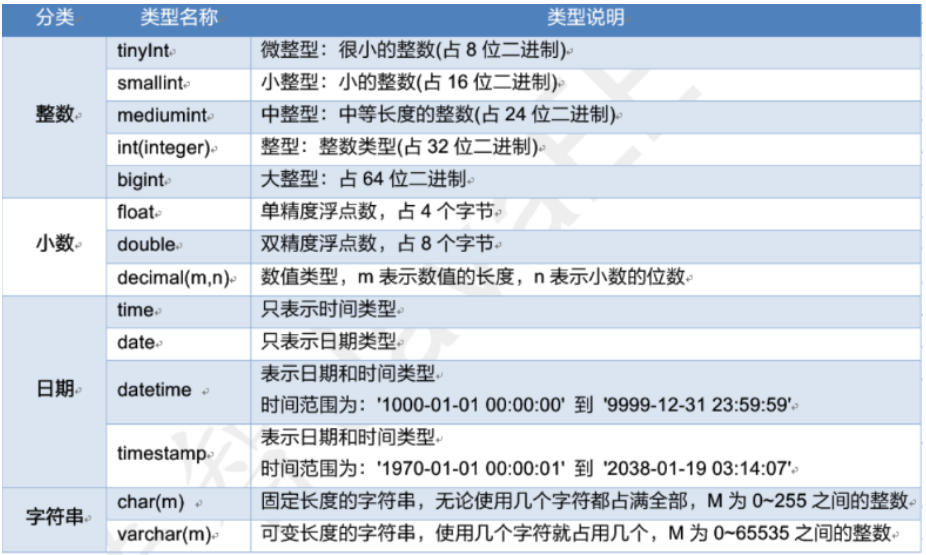 分类 类型名称 类型说明
整数
tinyInt 微整型：很小的整数(占 8 位二进制)
smallint 小整型：小的整数(占 16 位二进制)
mediumint 中整型：中等长度的整数(占 24 位二进制)
int(integer) 整型：整数类型(占 32 位二进制)
bigint 大整型：占 64 位二进制
小数
float 单精度浮点数，占 4 个字节
double 双精度浮点数，占 8 个字节
decimal(m,n) 数值类型，m 表示数值的长度，n 表示小数的位数
日期
time 只表示时间类型
date 只表示日期类型
datetime 表示日期和时间类型
时间范围为：'1000-01-01 00:00:00' 到 '9999-12-31 23:59:59'
timestamp 表示日期和时间类型
时间范围为：'1970-01-01 00:00:01' 到 '2038-01-19 03:14:07'
字符串
char(m) 固定长度的字符串，无论使用几个字符都占满全部，M 为 0~255 之间的整数
varchar(m) 可变长度的字符串，使用几个字符就占用几个，M 为 0~65535 之间的整数